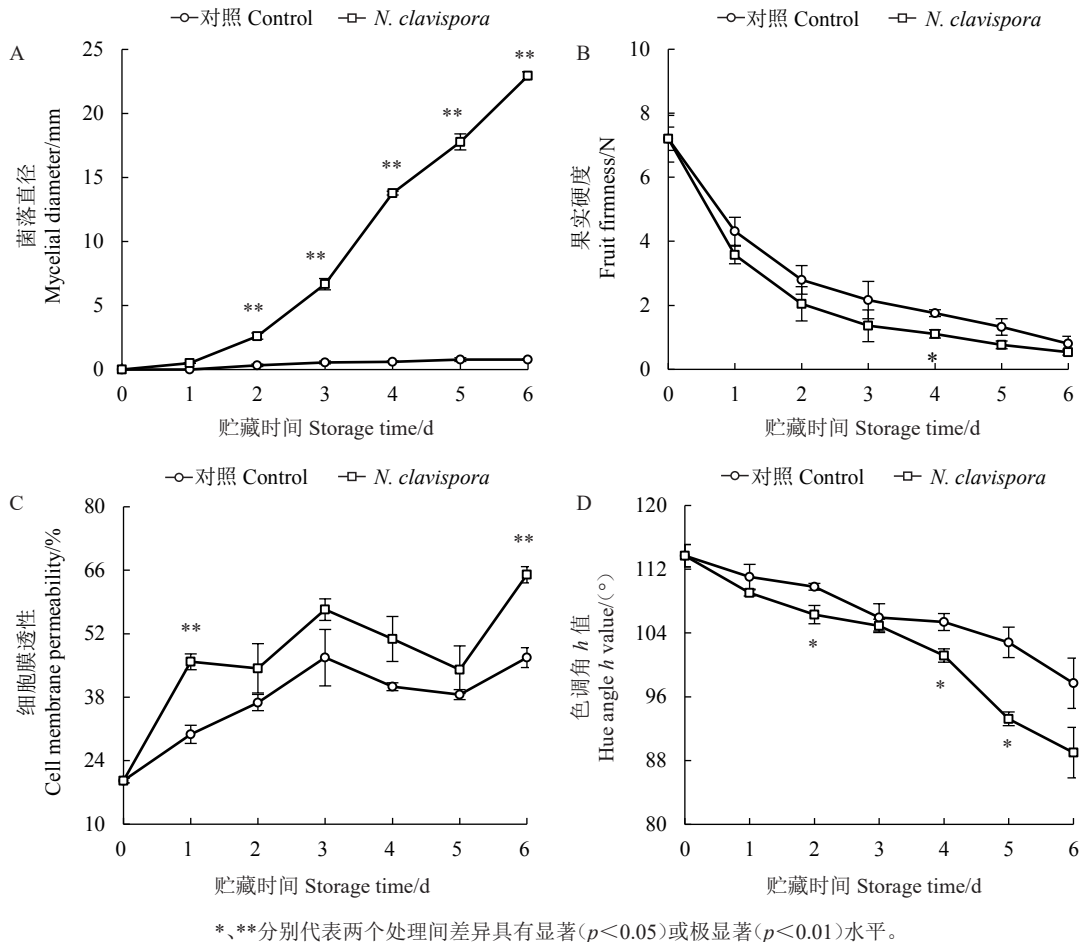 对照 Control N. clavispora
A
25
20
15
10
5
0
** ** ** ** **
0 1 2 3 4 5 6
菌落直径
Mycelial diameter/mm
贮藏时间 Storage time/d
对照 Control N. clavispora
B
10
8
6
4
2
0
*
0 1 2 3 4 5 6
果实硬度
Fruit firmness/N
贮藏时间 Storage time/d
对照 Control N. clavispora
C
80
66
52
38
24
10
** **
0 1 2 3 4 5 6
细胞膜透性
Cell membrane permeability/%
贮藏时间 Storage time/d
对照 Control N. clavispora
D
120
112
104
96
88
80
* * *
0 1 2 3 4 5 6
色调角 h 值
Hue angle h value/(°)
贮藏时间 Storage time/d
*、**分别代表两个处理间差异具有显著(p＜0.05)或极显著(p＜0.01)水平。